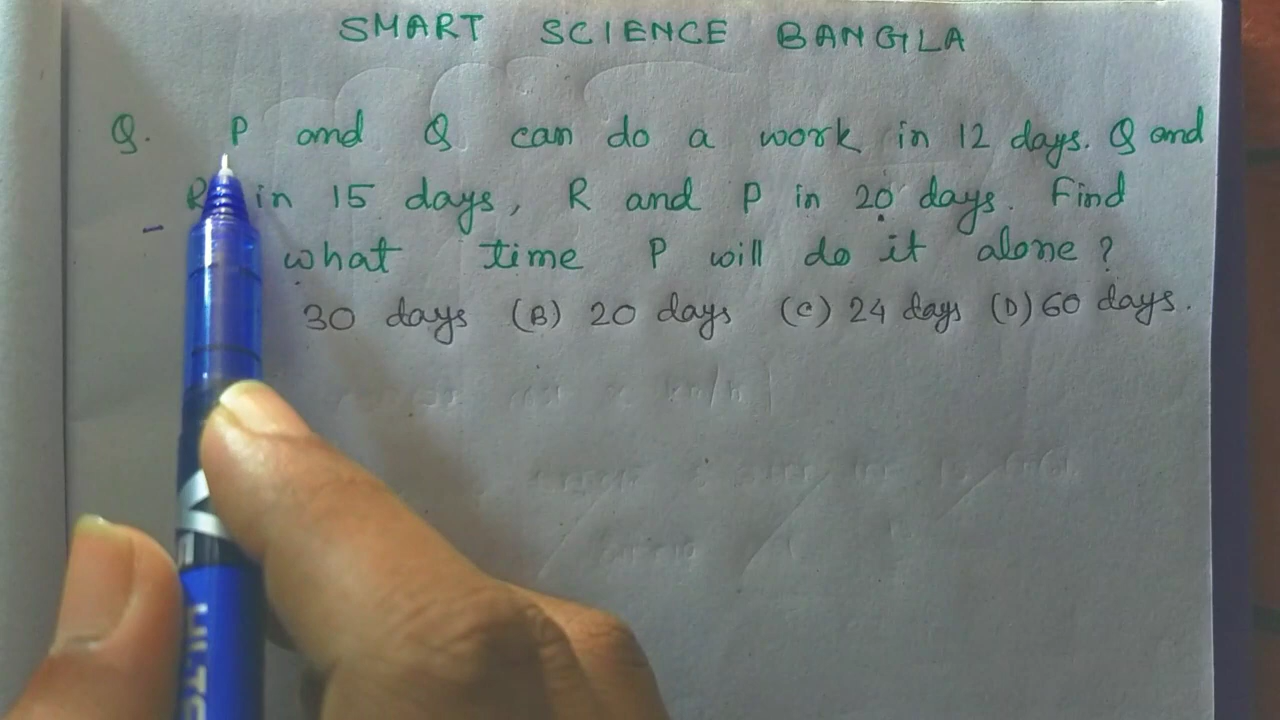 SMART SCIENCE BANGLA
Q. P and Q can do a work in 12 days. Q and
R in 15 days, R and P in 20 days. Find
what time P will do it alone?
30 days (B) 20 days (C) 24 days (D) 60 days.